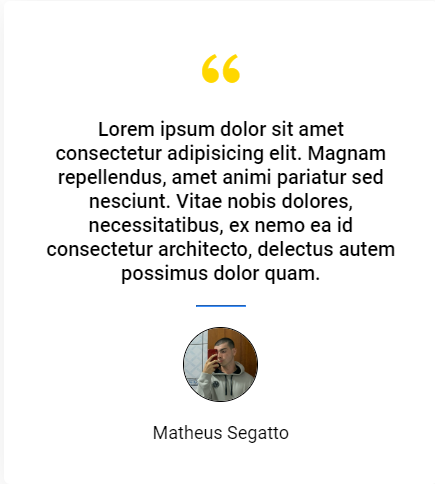 “
Lorem ipsum dolor sit amet
consectetur adipisicing elit. Magnam
repellendus, amet animi pariatur sed
nesciunt. Vitae nobis dolores,
necessitatibus, ex nemo ea id
consectetur architecto, delectus autem
possimus dolor quam.
Matheus Segatto